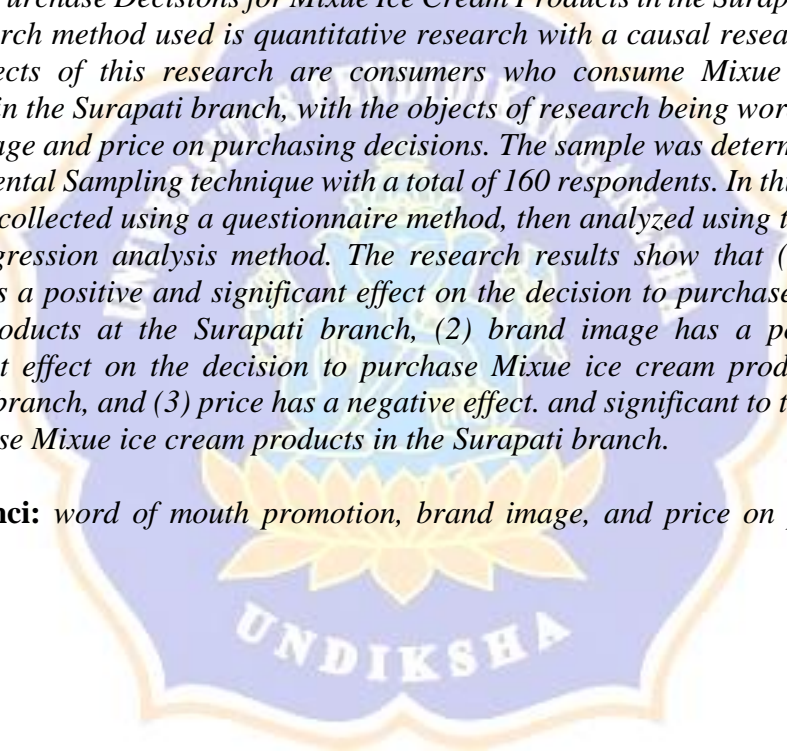 Purchase Decisions for Mixue Ice Cream Products in the Surap
rch method used is quantitative research with a causal resea
ects of this research are consumers who consume Mixue
in the Surapati branch, with the objects of research being wor
age and price on purchasing decisions. The sample was determ
ental Sampling technique with a total of 160 respondents. In thi
collected using a questionnaire method, then analyzed using t
gression analysis method. The research results show that (
s a positive and significant effect on the decision to purchase
roducts at the Surapati branch, (2) brand image has a po
t effect on the decision to purchase Mixue ice cream prod
branch, and (3) price has a negative effect. and significant to t
se Mixue ice cream products in the Surapati branch.
nci: word of mouth promotion, brand image, and price on p
UNIVERSITAS PENDIDIKAN GANESHA
UNDIKSHA